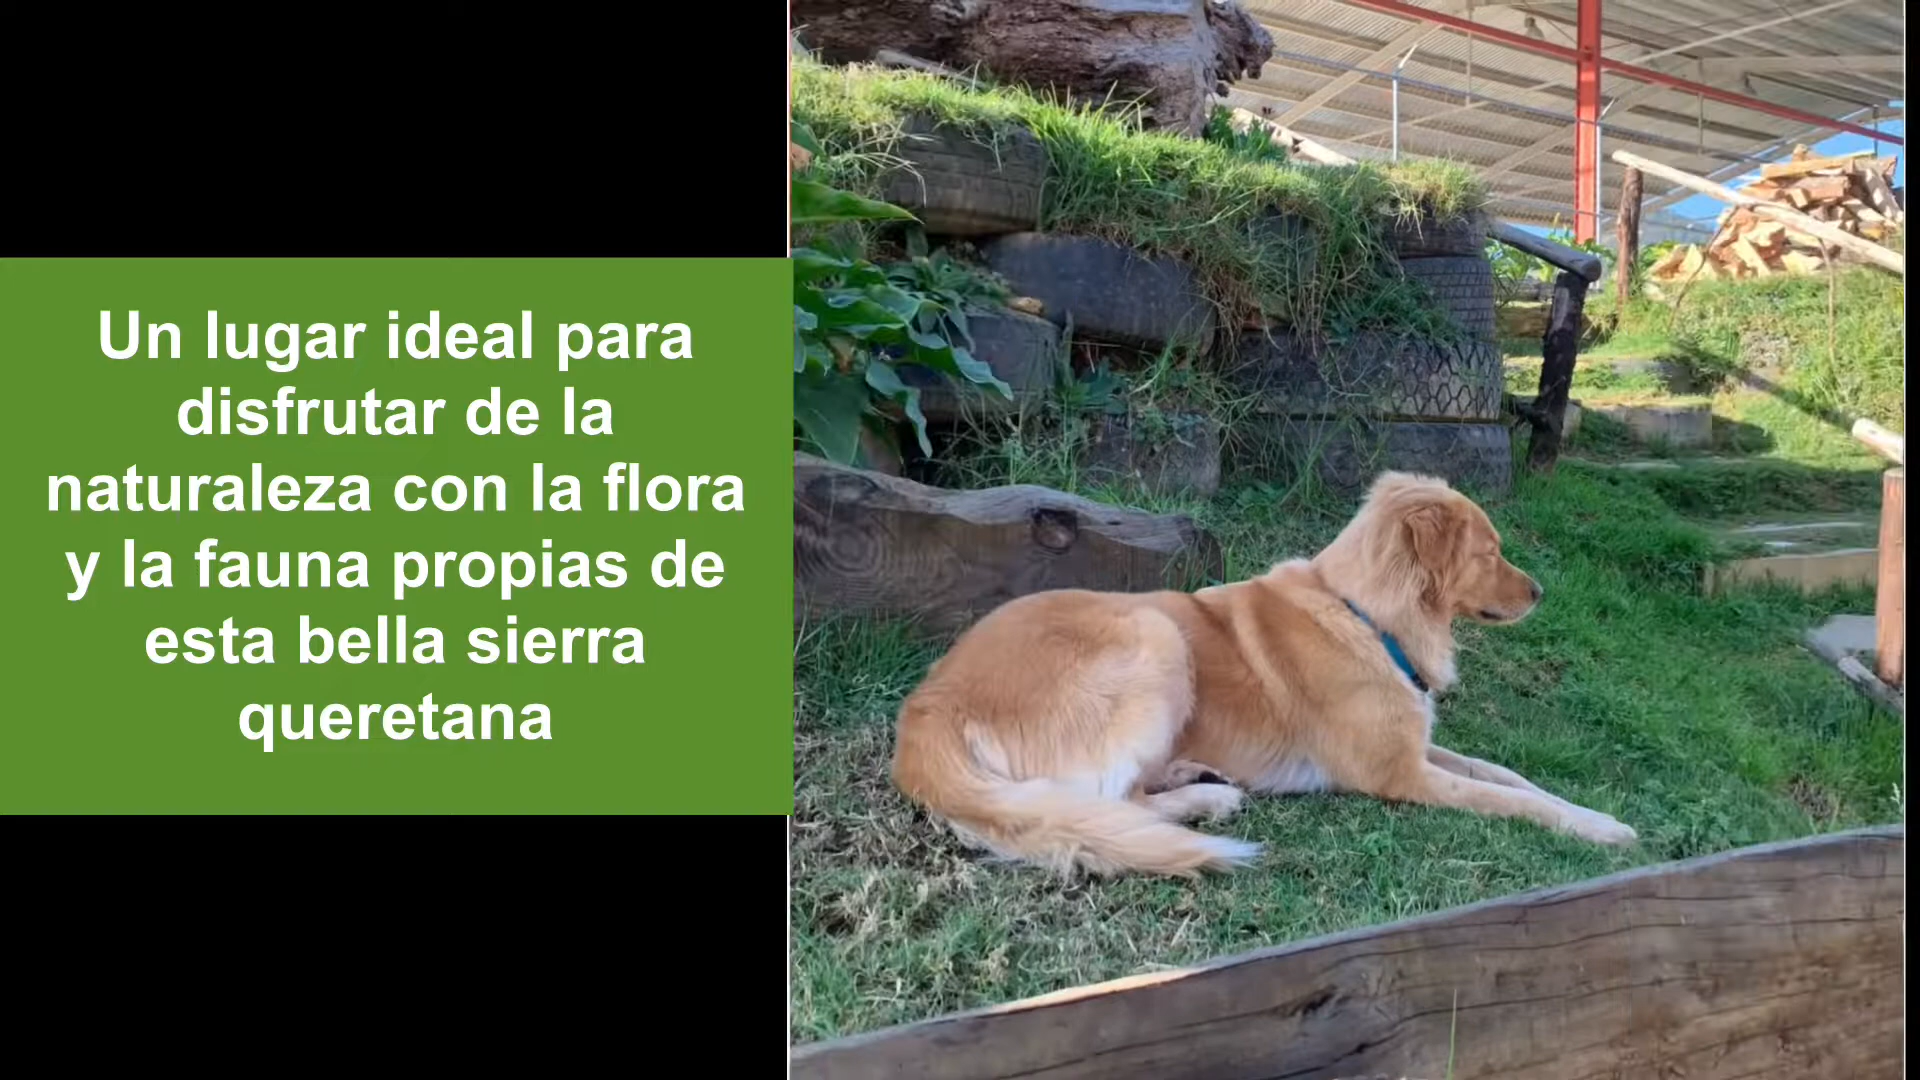 Un lugar ideal para
disfrutar de la
naturaleza con la flora
y la fauna propias de
esta bella sierra
queretana